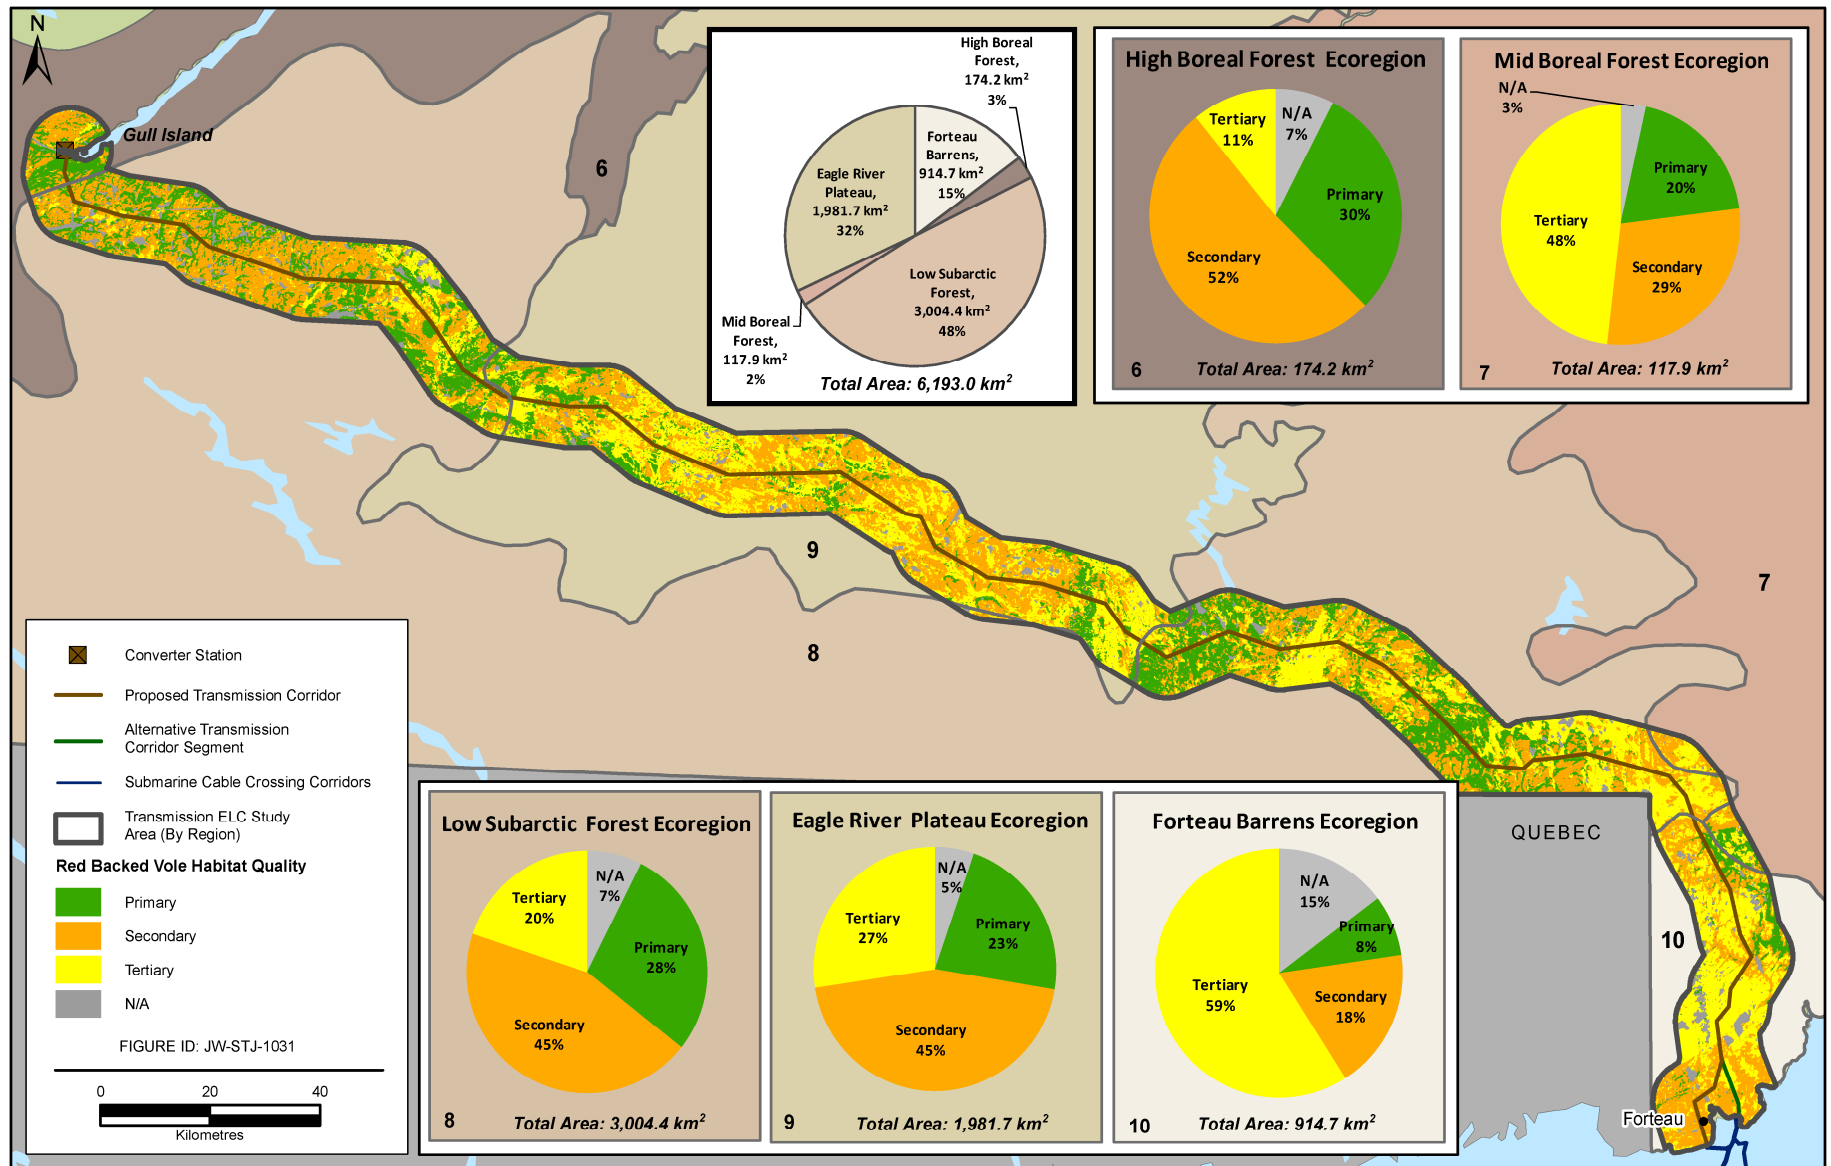 N
Gull Island
6
High Boreal
Forest,
174.2 km²
3%
Forteau
Barrens,
914.7 km²
15%
Eagle River
Plateau,
1,981.7 km²
32%
Low Subarctic
Forest,
3,004.4 km²
48%
Mid Boreal
Forest,
117.9 km²
2%
Total Area: 6,193.0 km²
High Boreal Forest Ecoregion
N/A
7%
Tertiary
11%
Primary
30%
Secondary
52%
6
Total Area: 174.2 km²
Mid Boreal Forest Ecoregion
N/A
3%
Primary
20%
Tertiary
48%
Secondary
29%
7
Total Area: 117.9 km²
9
8
7
10
QUEBEC
Forteau
Converter Station
Proposed Transmission Corridor
Alternative Transmission
Corridor Segment
Submarine Cable Crossing Corridors
Transmission ELC Study
Area (By Region)
Red Backed Vole Habitat Quality
Primary
Secondary
Tertiary
N/A
FIGURE ID: JW-STJ-1031
0 20 40
Kilometres
Low Subarctic Forest Ecoregion
N/A
7%
Tertiary
20%
Primary
28%
Secondary
45%
8
Total Area: 3,004.4 km²
Eagle River Plateau Ecoregion
N/A
5%
Tertiary
27%
Primary
23%
Secondary
45%
9
Total Area: 1,981.7 km²
Forteau Barrens Ecoregion
N/A
15%
Primary
8%
Tertiary
59%
Secondary
18%
10
Total Area: 914.7 km²